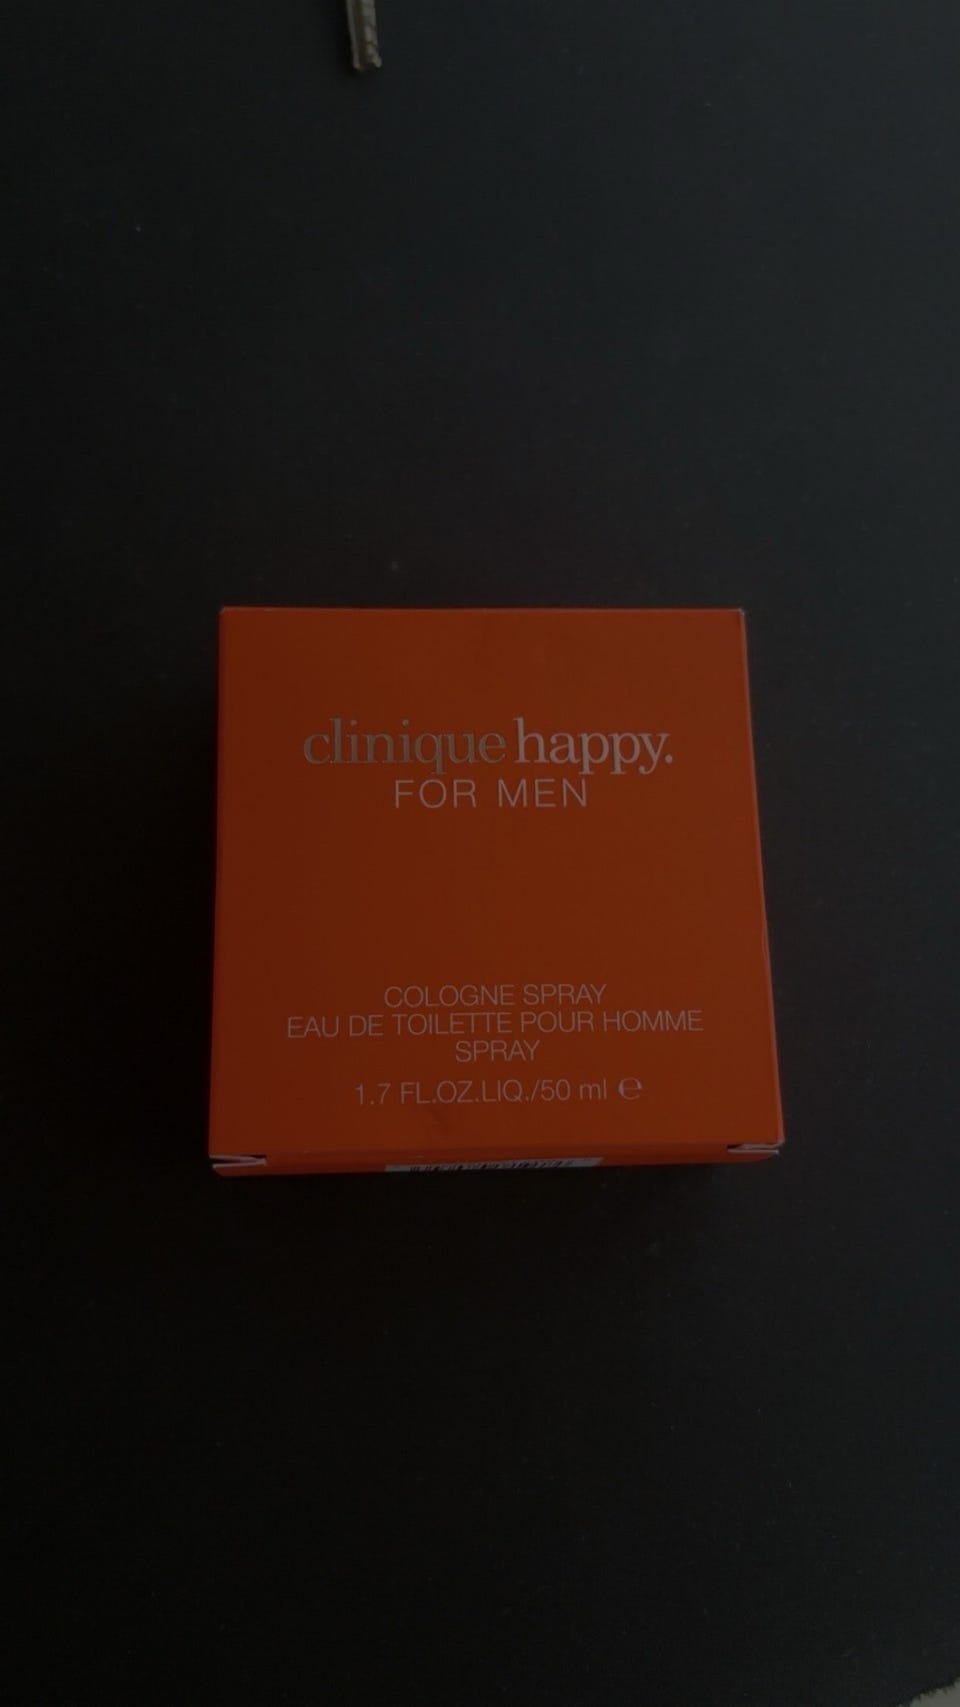 clinique happy.
FOR MEN
COLOGNE SPRAY
EAU DE TOILETTE POUR HOMME
SPRAY
1.7 FL.OZ.LIQ./50 ml ℮